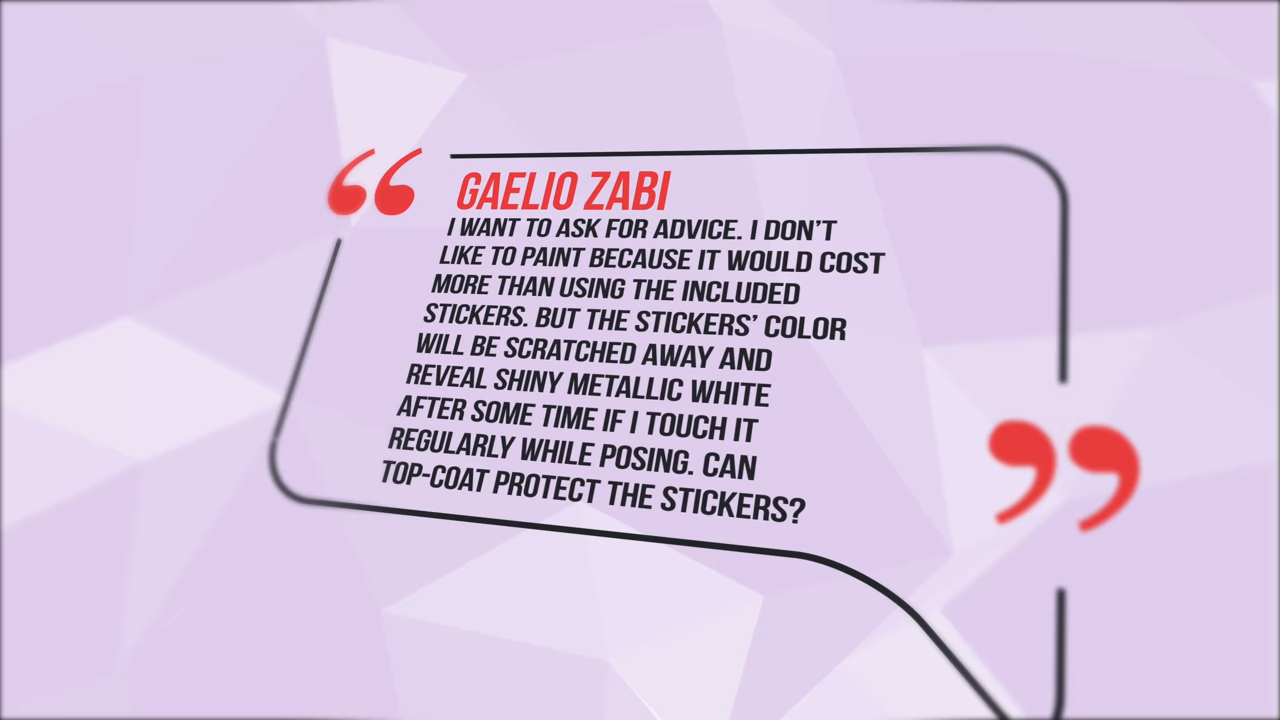 GAELIO ZABI
I WANT TO ASK FOR ADVICE. I DON'T
LIKE TO PAINT BECAUSE IT WOULD COST
MORE THAN USING THE INCLUDED
STICKERS. BUT THE STICKERS' COLOR
WILL BE SCRATCHED AWAY AND
REVEAL SHINY METALLIC WHITE
AFTER SOME TIME IF I TOUCH IT
REGULARLY WHILE POSING. CAN
TOP-COAT PROTECT THE STICKERS?